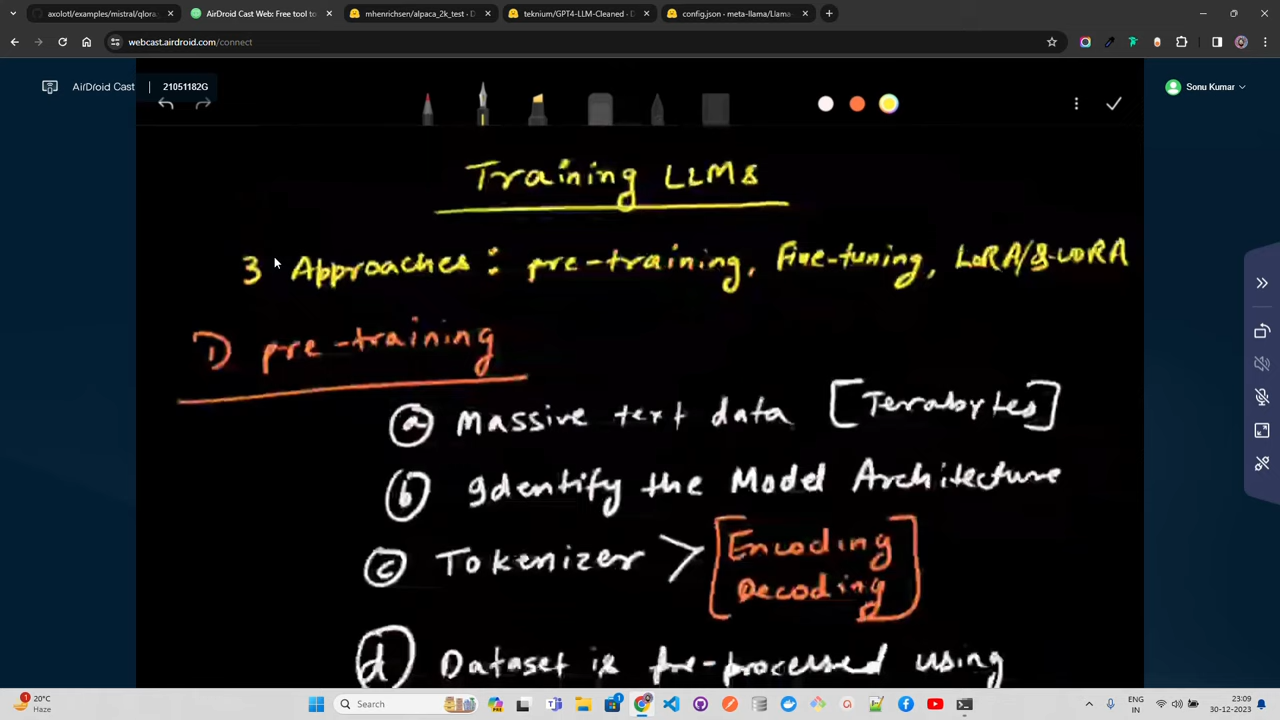 axolotl/examples/mistral/qlora
AirDroid Cast Web: Free tool to
mhenrichsen/alpaca_2k_test · D
teknium/GPT4-LLM-Cleaned · D
config.json · meta-llama/Llama
webcast.airdroid.com/connect
AirDroid Cast
21051182G
Sonu Kumar
Training LLMs
3 Approaches : pre-training, Fine-tuning, LoRA/Q-LORA
1) pre-training
a Massive text data [Terabytes]
b Identify the Model Architecture
c Tokenizer > [Encoding
Decoding]
d Dataset is pre-processed using
1
20°C
Haze
Search
ENG
IN
23:09
30-12-2023